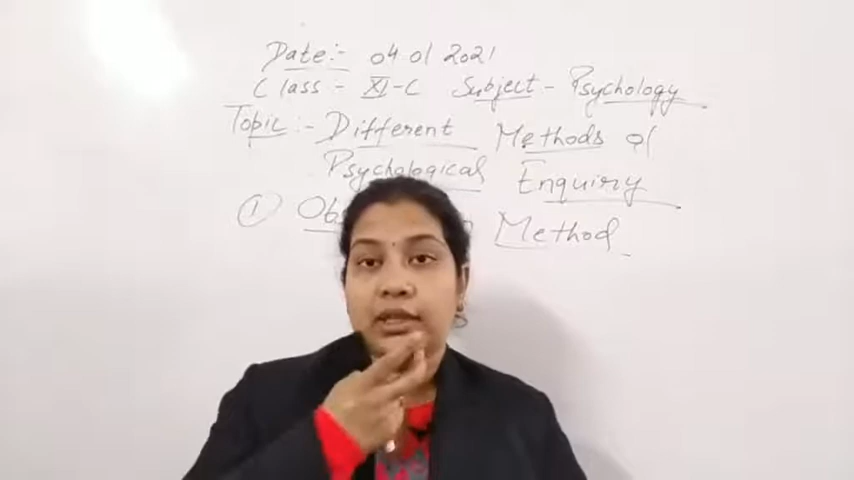 Date:- 04 01 2021
Class - XI-C Subject - Psychology
Topic:- Different Methods of
Psychological Enquiry
① Method